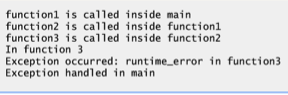 function1 is called inside main
function2 is called inside function1
function3 is called inside function2
In function 3
Exception occurred: runtime_error in function3
Exception handled in main